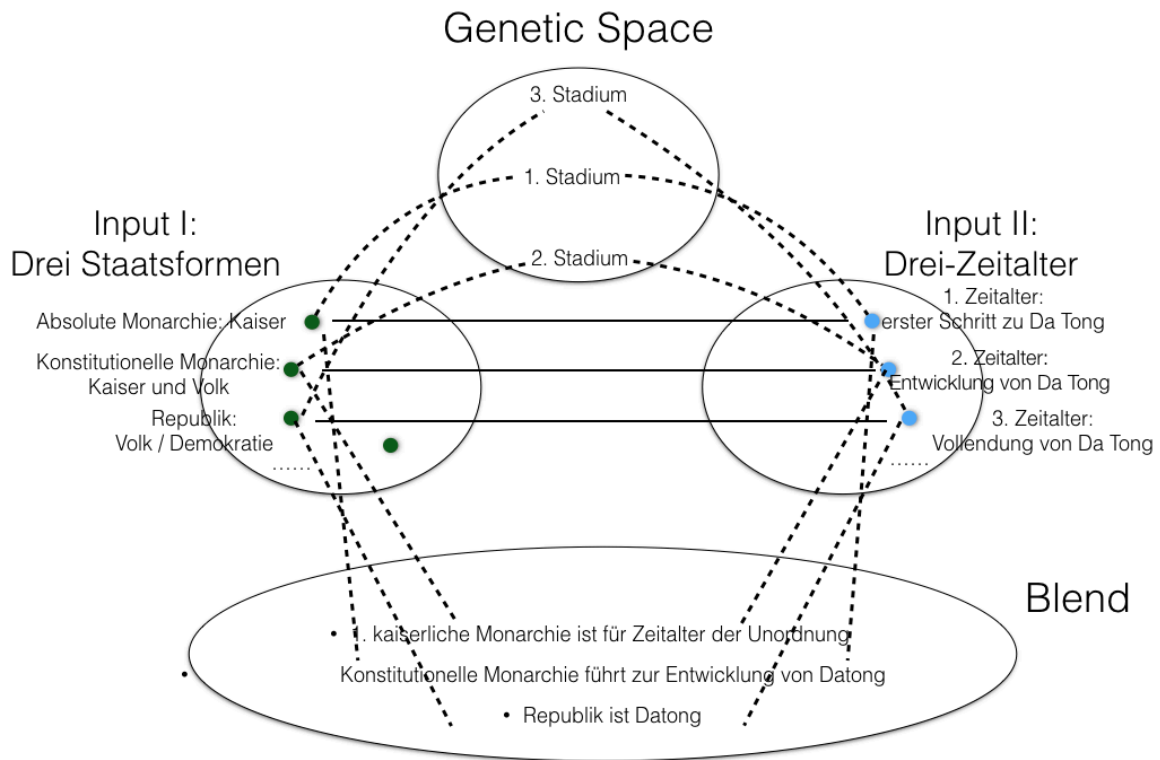 Genetic Space
3. Stadium
1. Stadium
2. Stadium
Input I:
Drei Staatsformen
Absolute Monarchie: Kaiser
Konstitutionelle Monarchie:
Kaiser und Volk
Republik:
Volk / Demokratie
......
Input II:
Drei-Zeitalter
1. Zeitalter:
erster Schritt zu Da Tong
2. Zeitalter:
Entwicklung von Da Tong
3. Zeitalter:
Vollendung von Da Tong
......
Blend
• 1. kaiserliche Monarchie ist für Zeitalter der Unordnung
• Konstitutionelle Monarchie führt zur Entwicklung von Datong
• Republik ist Datong